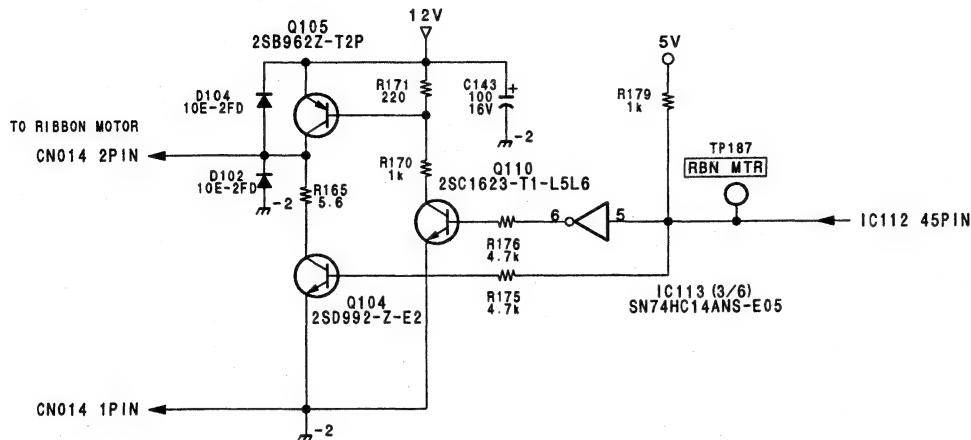 Q105
2SB962Z-T2P
12V
5V
D104
10E-2FD
R171
220
C143
100
16V
+
-2
R179
1k
TO RIBBON MOTOR
CN014 2PIN
TP187
RBN MTR
D102
10E-2FD
-2
R165
5.6
R170
1k
Q110
2SC1623-T1-L5L6
6
5
IC112 45PIN
R176
4.7k
R175
4.7k
IC113 (3/6)
SN74HC14ANS-E05
Q104
2SD992-Z-E2
CN014 1PIN
-2